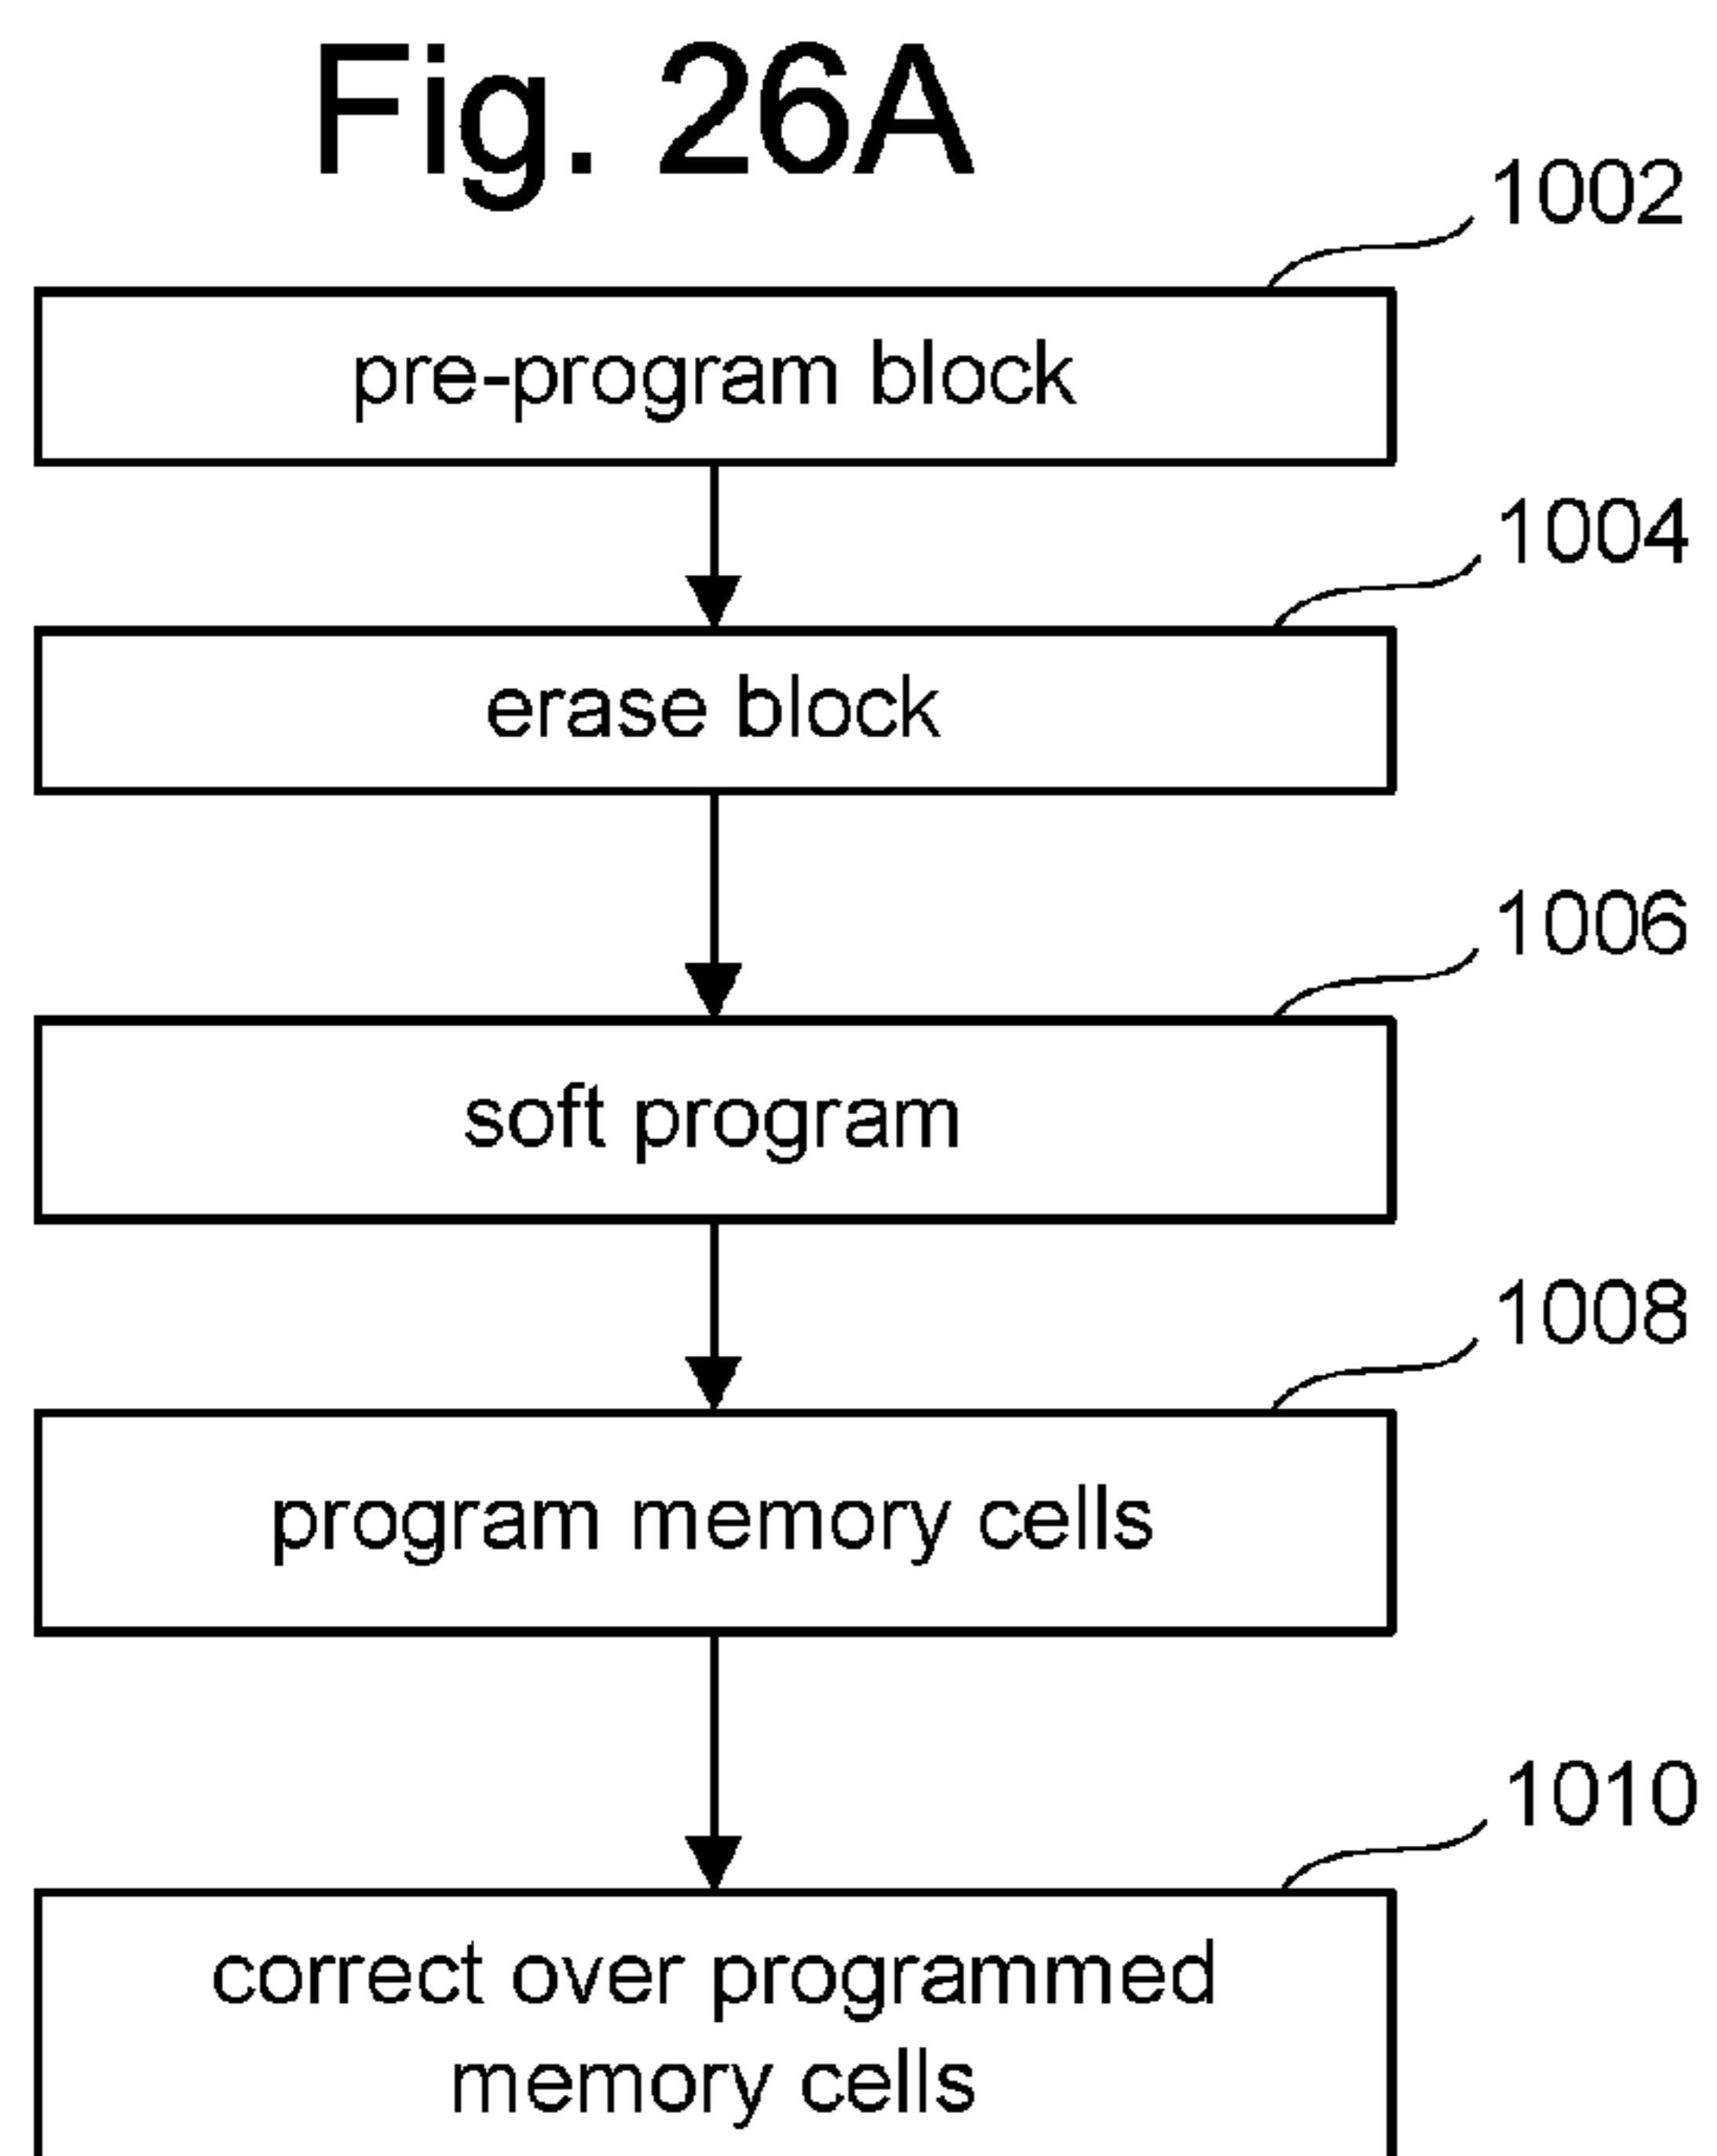 Fig. 26A
1002
pre-program block
1004
erase block
1006
soft program
1008
program memory cells
1010
correct over programmed
memory cells